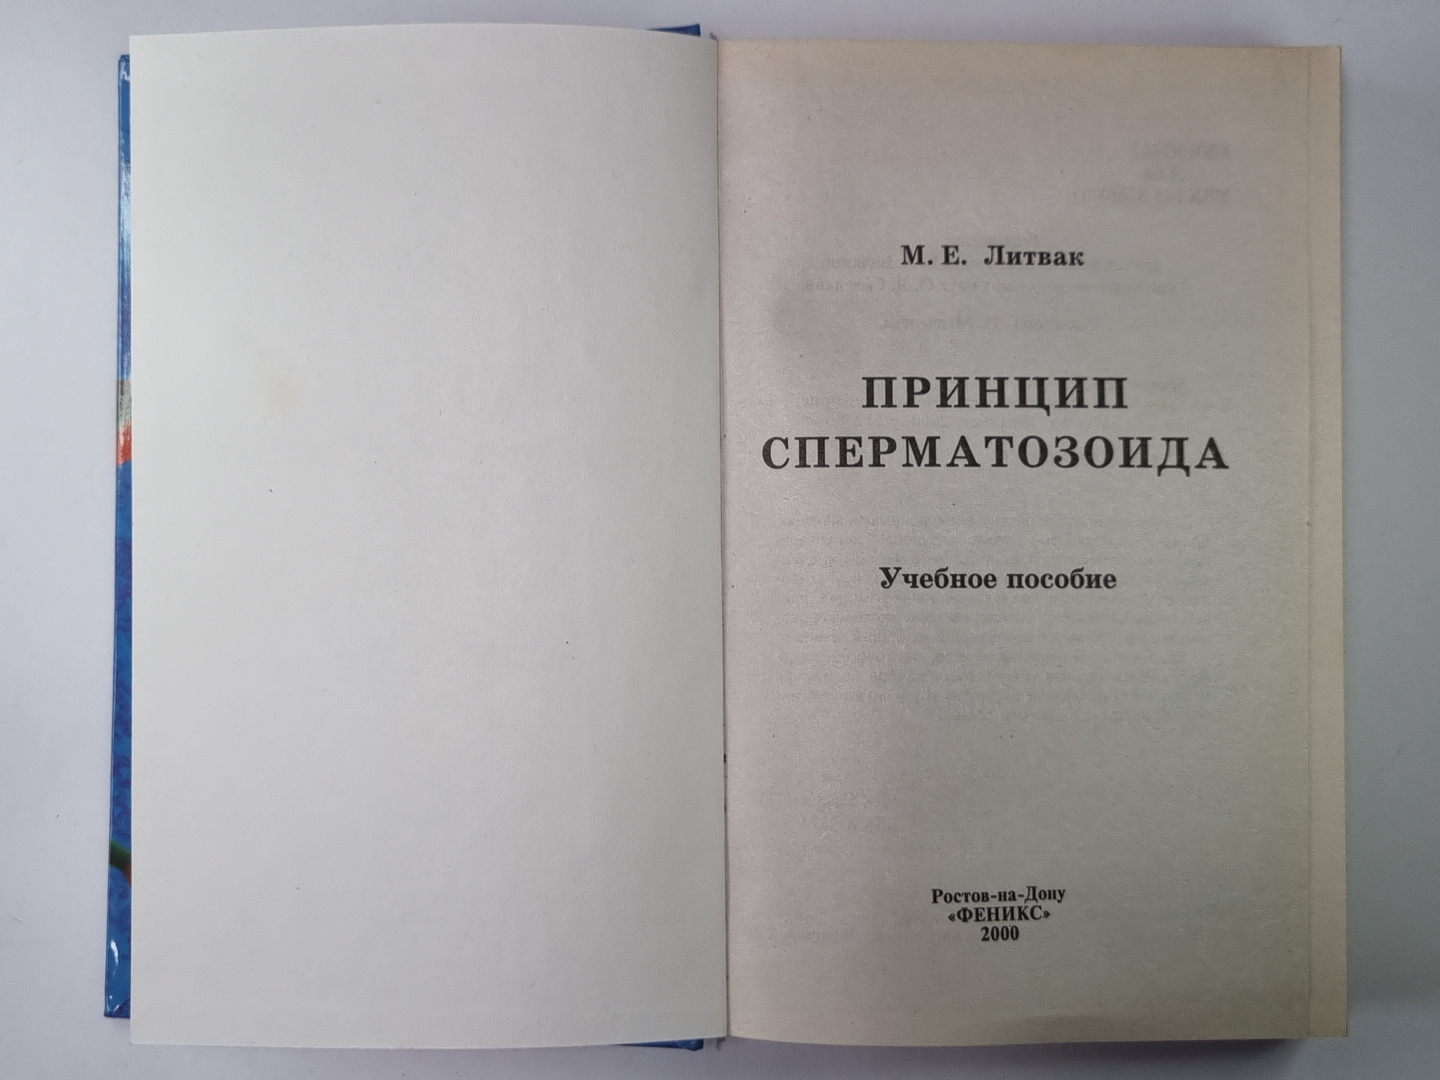 М. Е. Литвак
ПРИНЦИП
СПЕРМАТОЗОИДА
Учебное пособие
Ростов-на-Дону
«ФЕНИКС»
2000